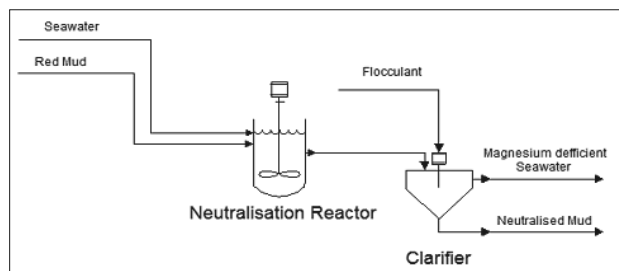 Seawater
Red Mud
Flocculant
Magnesium defficient
Seawater
Neutralisation Reactor
Neutralised Mud
Clarifier